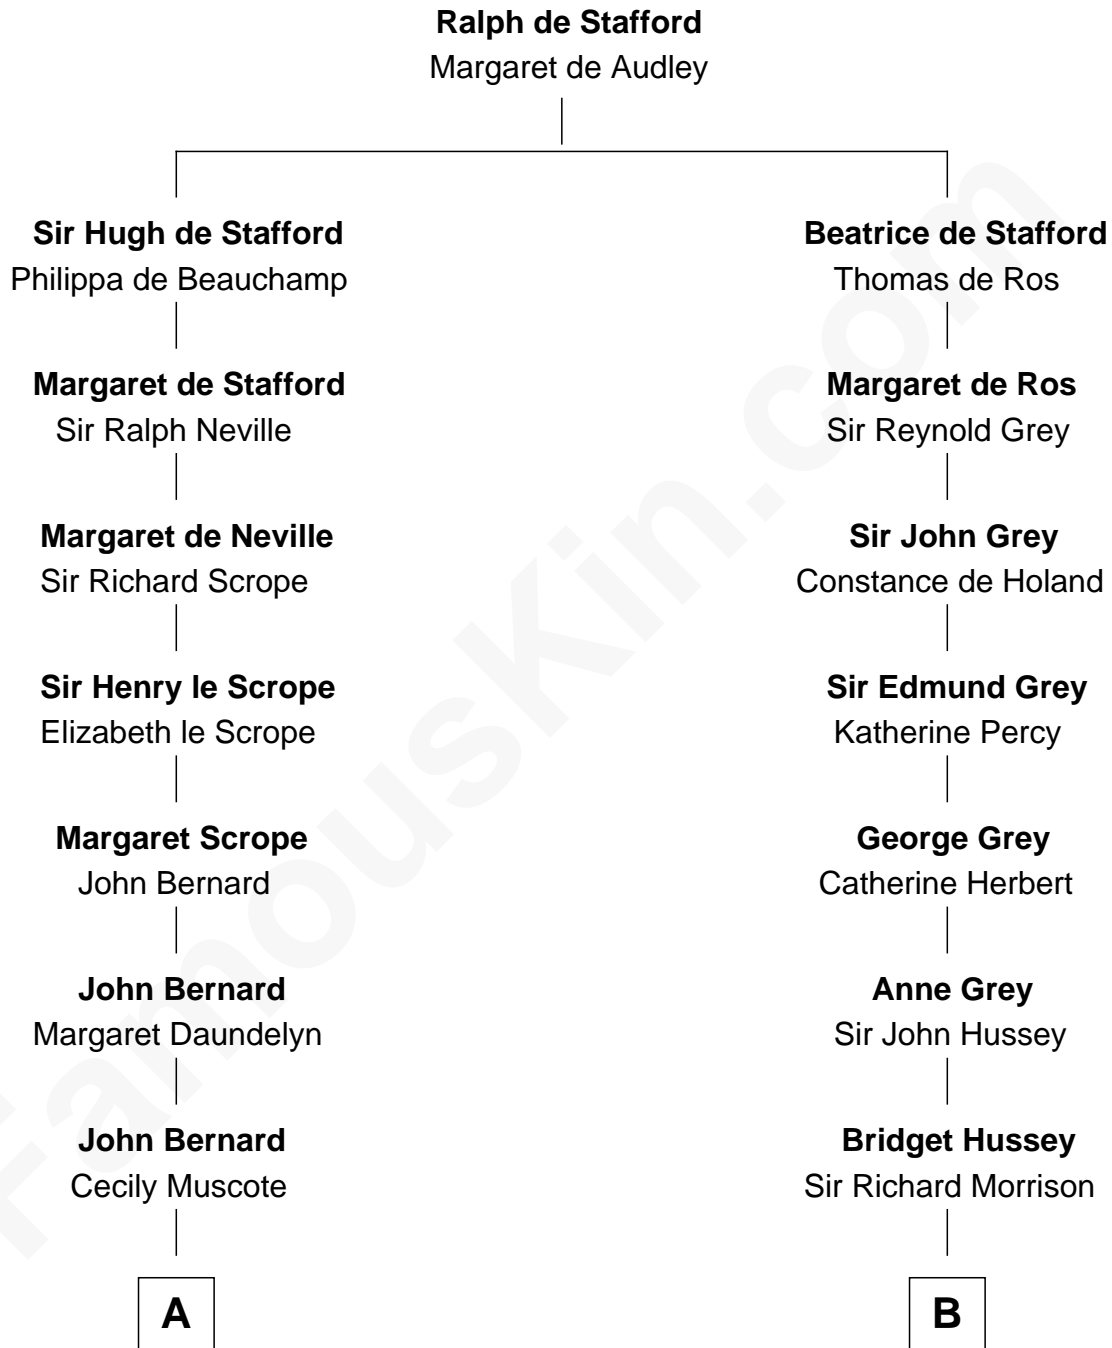 Ralph de Stafford
Margaret de Audley
Sir Hugh de Stafford
Philippa de Beauchamp
Beatrice de Stafford
Thomas de Ros
Margaret de Stafford
Sir Ralph Neville
Margaret de Ros
Sir Reynold Grey
Margaret de Neville
Sir Richard Scrope
Sir John Grey
Constance de Holand
Sir Henry le Scrope
Elizabeth le Scrope
Sir Edmund Grey
Katherine Percy
Margaret Scrope
John Bernard
George Grey
Catherine Herbert
John Bernard
Margaret Daundelyn
Anne Grey
Sir John Hussey
John Bernard
Cecily Muscote
Bridget Hussey
Sir Richard Morrison
A
B
FamousKin.com